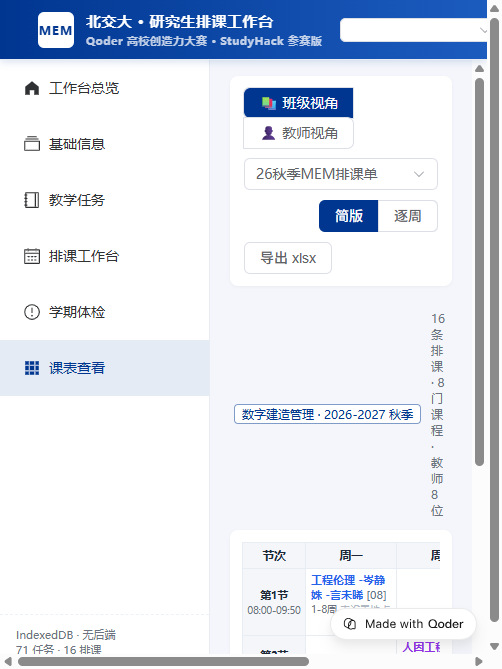 MEM
北交大・研究生排课工作台
Qoder 高校创造力大赛・StudyHack 参赛版
工作台总览
基础信息
教学任务
排课工作台
学期体检
课表查看
班级视角
教师视角
26秋季MEM排课单
简版
逐周
导出 xlsx
数字建造管理 · 2026-2027 秋季
16
条
排
课
· 8
门
课
程
·
教
师
8
位
节次
周一
第1节
08:00-09:50
工程伦理 -岑静
姝 -言未晞 [08]
1-8周
人因工程
Made with Qoder
IndexedDB · 无后端
71 任务 · 16 排课